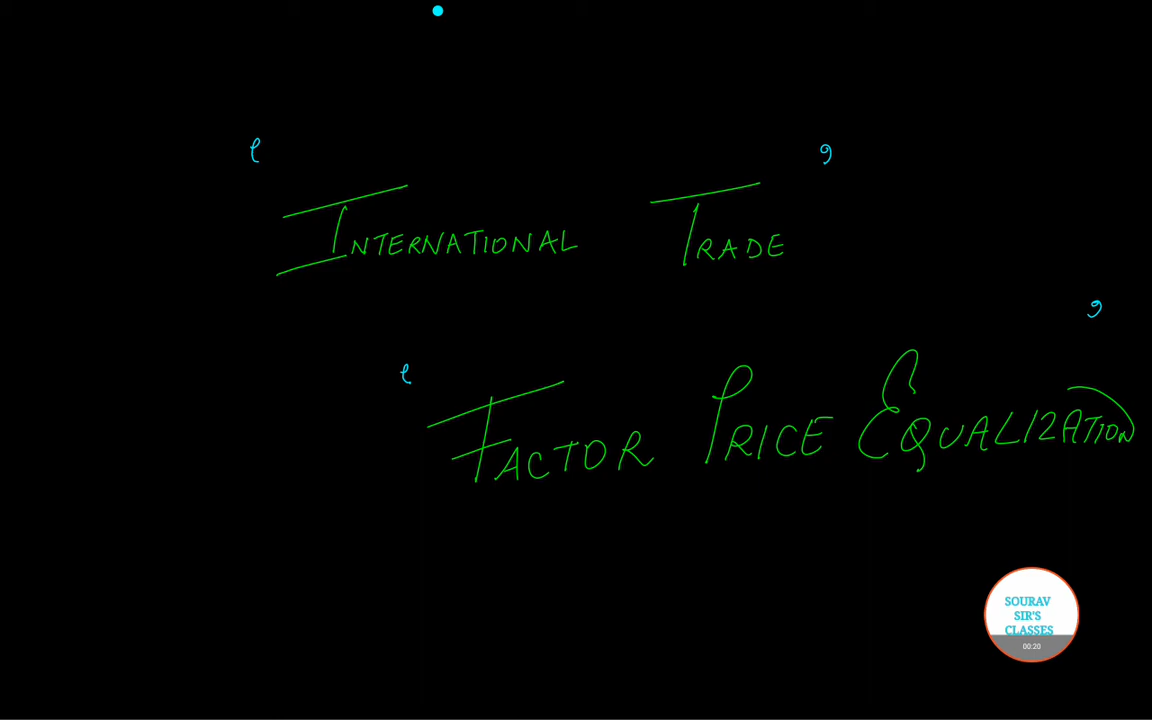 ‘INTERNATIONAL TRADE’
‘FACTOR PRICE EQUALIZATION’
SOURAV
SIR'S
CLASSES
00:20